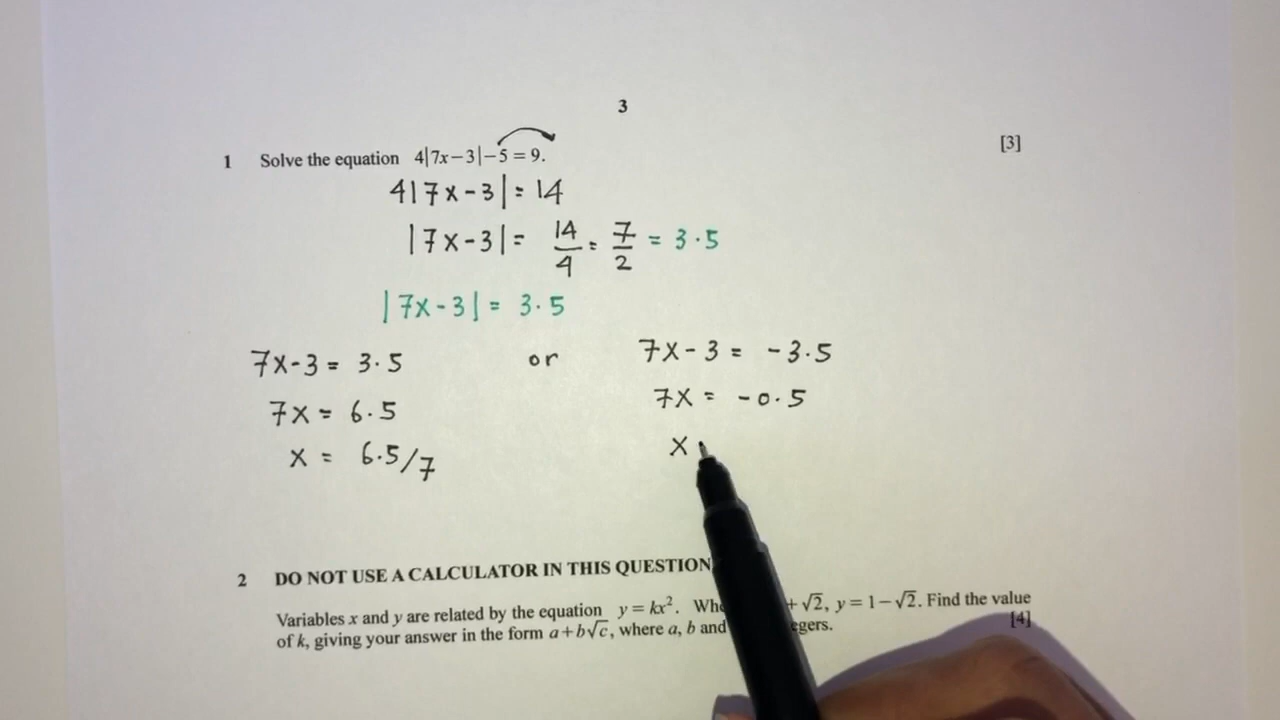 3
1 Solve the equation 4|7x−3|−5=9. [3]
4|7x-3| = 14
|7x-3| = 14/4 = 7/2 = 3.5
|7x-3| = 3.5
7x-3 = 3.5 or 7x-3 = -3.5
7x = 6.5 7x = -0.5
x = 6.5/7 x
2 DO NOT USE A CALCULATOR IN THIS QUESTION
Variables x and y are related by the equation y=kx². +√2, y=1−√2. Find the value
of k, giving your answer in the form a+b√c, where a, b and [4]